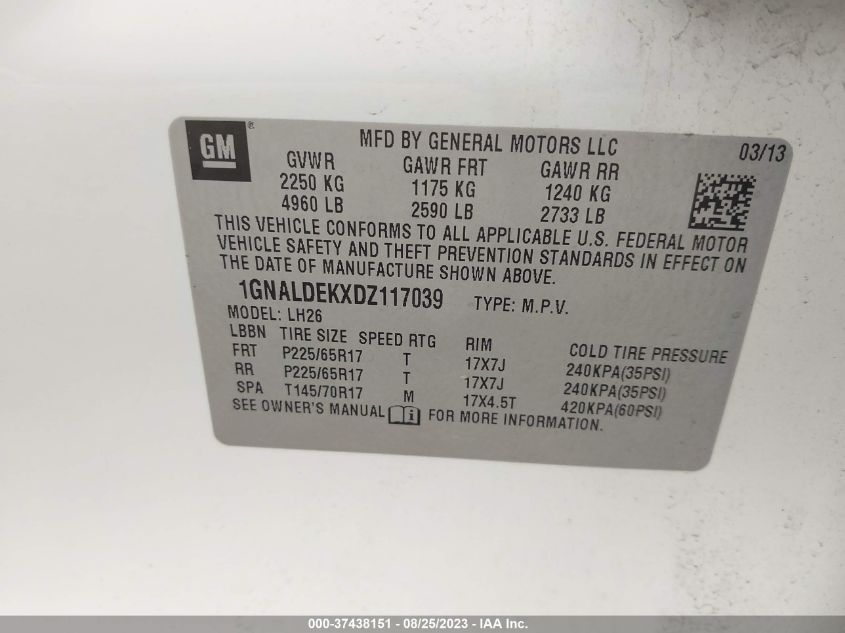 GM ®
MFD BY GENERAL MOTORS LLC 03/13
GVWR GAWR FRT GAWR RR
2250 KG 1175 KG 1240 KG
4960 LB 2590 LB 2733 LB
THIS VEHICLE CONFORMS TO ALL APPLICABLE U.S. FEDERAL MOTOR
VEHICLE SAFETY AND THEFT PREVENTION STANDARDS IN EFFECT ON
THE DATE OF MANUFACTURE SHOWN ABOVE.
1GNALDEKXDZ117039 TYPE: M.P.V.
MODEL: LH26
LBBN TIRE SIZE SPEED RTG RIM COLD TIRE PRESSURE
FRT P225/65R17 T 17X7J 240KPA(35PSI)
RR P225/65R17 T 17X7J 240KPA(35PSI)
SPA T145/70R17 M 17X4.5T 420KPA(60PSI)
SEE OWNER'S MANUAL i FOR MORE INFORMATION.
000-37438151 - 08/25/2023 - IAA Inc.